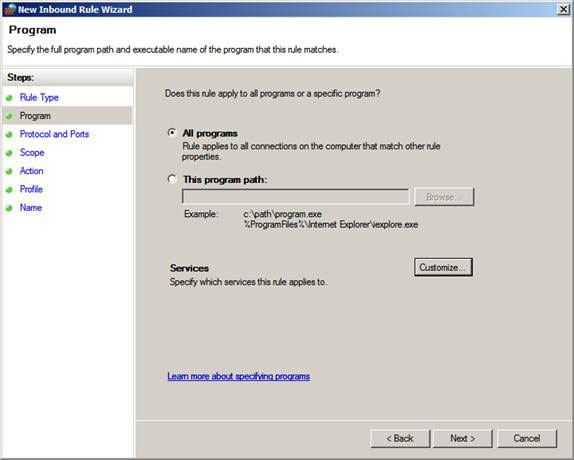 New Inbound Rule Wizard
Program
Specify the full program path and executable name of the program that this rule matches.
Steps:
Rule Type
Program
Protocol and Ports
Scope
Action
Profile
Name
Does this rule apply to all programs or a specific program?
All programs
Rule applies to all connections on the computer that match other rule
properties.
This program path:
Browse...
Example: c:\path\program.exe
%ProgramFiles%\Internet Explorer\iexplore.exe
Services
Customize...
Specify which services this rule applies to.
Learn more about specifying programs
< Back Next > Cancel